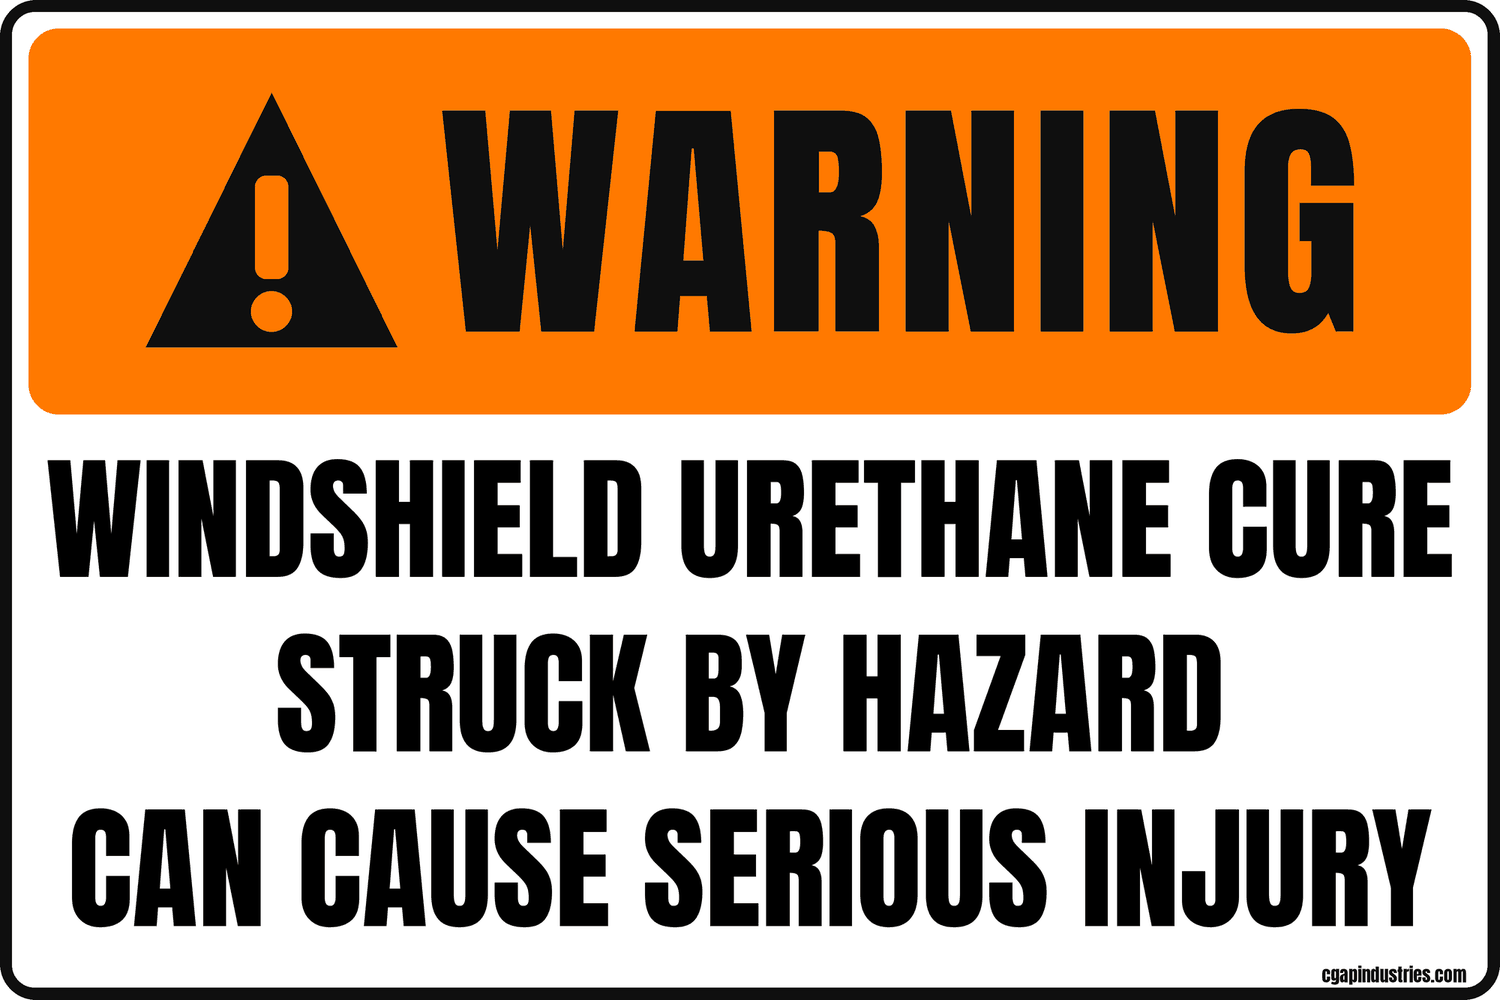 WARNING
WINDSHIELD URETHANE CURE
STRUCK BY HAZARD
CAN CAUSE SERIOUS INJURY
cgapindustries.com